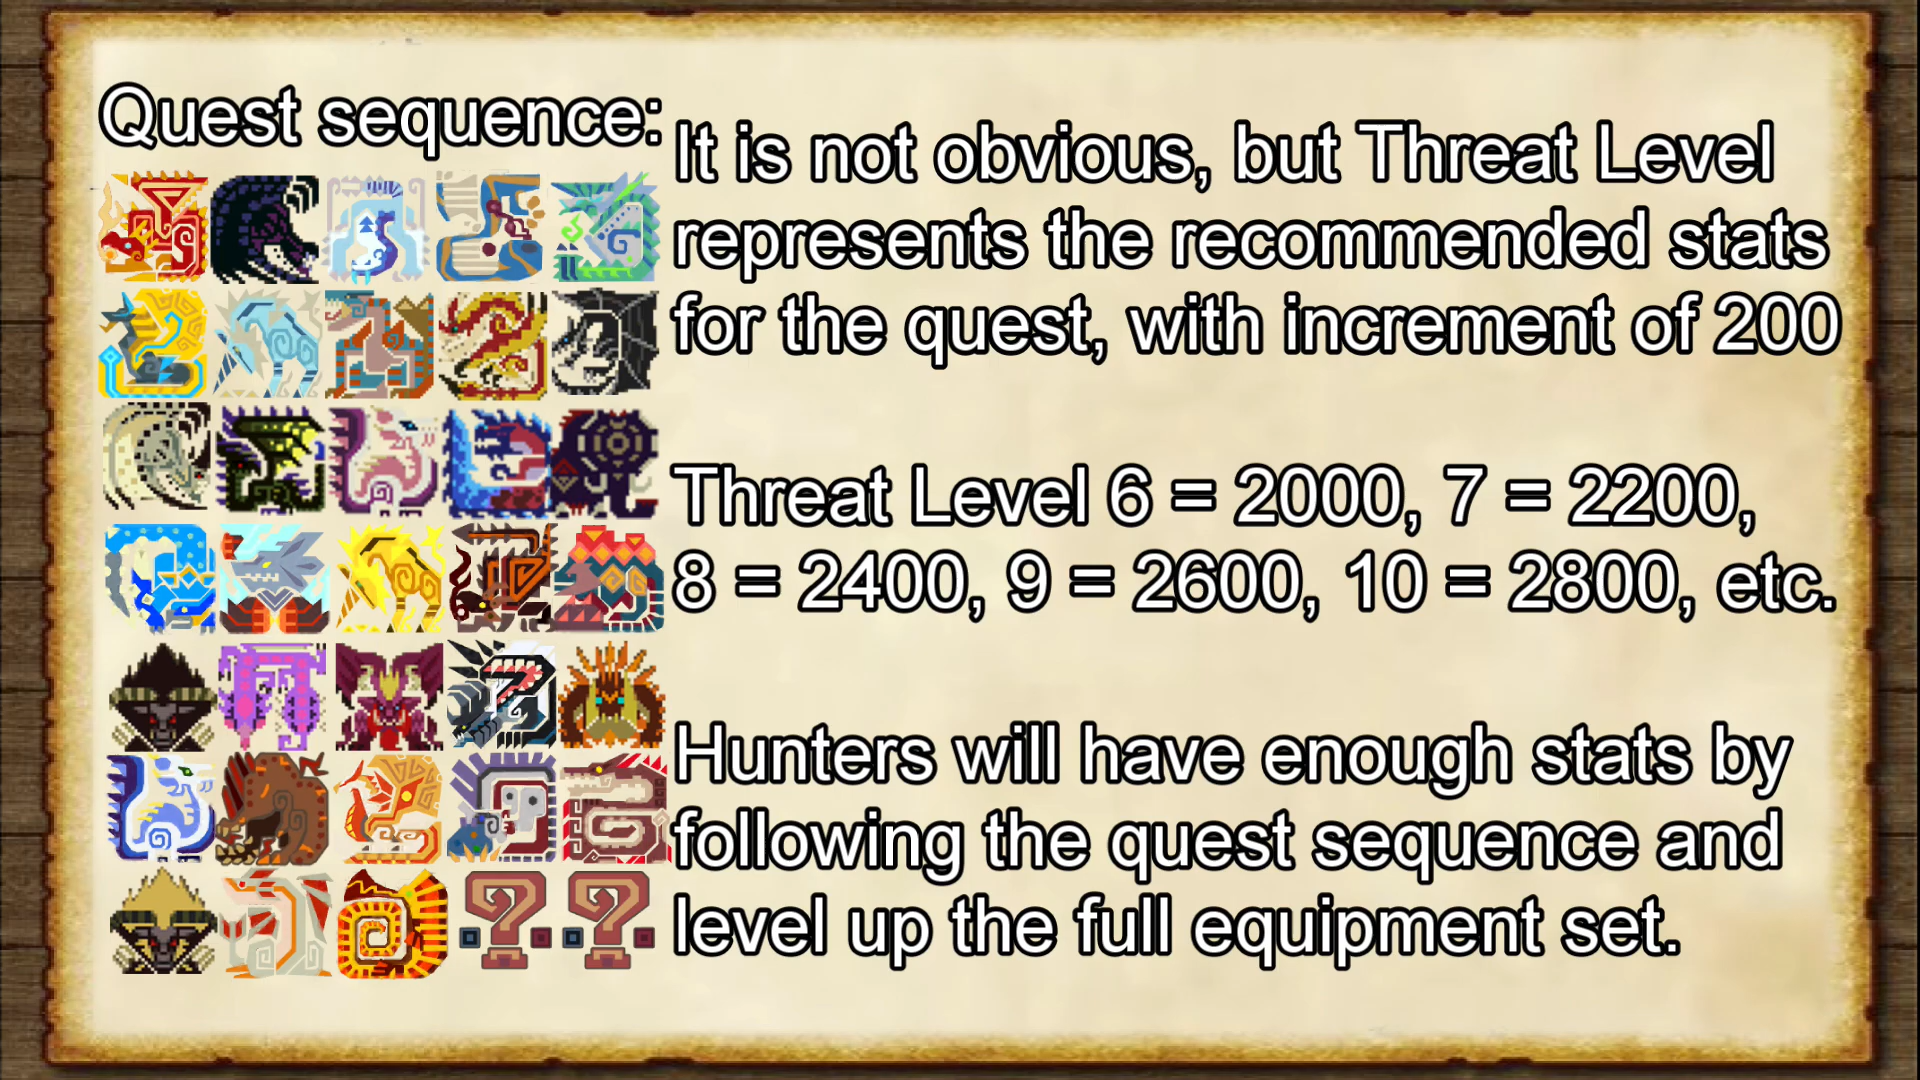 Quest sequence:
It is not obvious, but Threat Level
represents the recommended stats
for the quest, with increment of 200
Threat Level 6 = 2000, 7 = 2200,
8 = 2400, 9 = 2600, 10 = 2800, etc.
Hunters will have enough stats by
following the quest sequence and
level up the full equipment set.